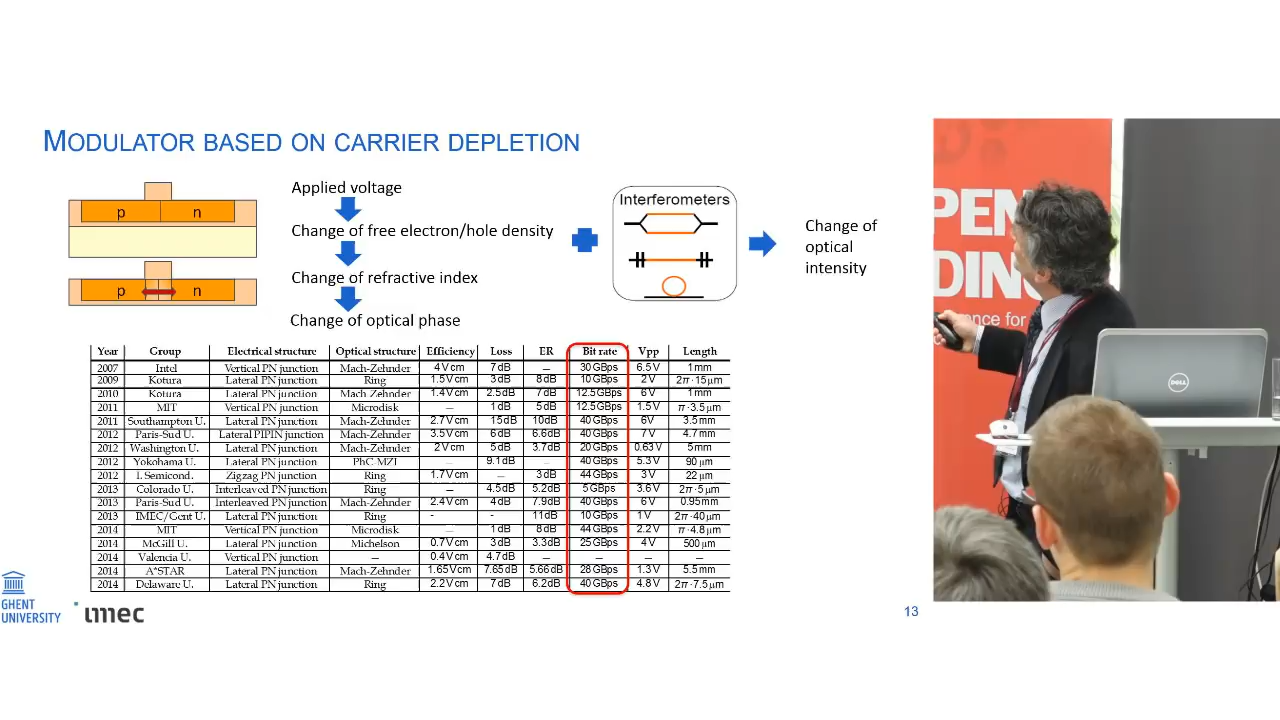 MODULATOR BASED ON CARRIER DEPLETION
p n
p n
Applied voltage
Change of free electron/hole density
Change of refractive index
Change of optical phase
Interferometers
Change of
optical
intensity
Year Group Electrical structure Optical structure Efficiency Loss ER Bit rate Vpp Length
2007 Intel Vertical PN junction Mach-Zehnder 4 V cm 7 dB – 30 GBps 6.5 V 1 mm
2009 Kotura Lateral PN junction Ring 1.5 V cm 3 dB 8 dB 10 GBps 2 V 2π·15 μm
2010 Kotura Lateral PN junction Mach-Zehnder 1.4 V cm 2.5 dB 7 dB 12.5 GBps 6 V 1 mm
2011 MIT Vertical PN junction Microdisk – 1 dB 5 dB 12.5 GBps 1.5 V π·3.5 μm
2011 Southampton U. Lateral PN junction Mach-Zehnder 2.7 V cm 15 dB 10 dB 40 GBps 6 V 3.5 mm
2012 Paris-Sud U. Lateral PIPIN junction Mach-Zehnder 3.5 V cm 6 dB 6.6 dB 40 GBps 7 V 4.7 mm
2012 Washington U. Lateral PN junction Mach-Zehnder 2 V cm 5 dB 3.7 dB 20 GBps 0.63 V 5 mm
2012 Yokohama U. Lateral PN junction PhC-MZI – 9.1 dB – 40 GBps 5.3 V 90 μm
2012 I. Semicond. Zigzag PN junction Ring 1.7 V cm – 3 dB 44 GBps 3 V 22 μm
2013 Colorado U. Interleaved PN junction Ring – 4.5 dB 5.2 dB 5 GBps 3.6 V 2π·5 μm
2013 Paris-Sud U. Interleaved PN junction Mach-Zehnder 2.4 V cm 4 dB 7.9 dB 40 GBps 6 V 0.95 mm
2013 IMEC/Gent U. Lateral PN junction Ring - - 11 dB 10 GBps 1 V 2π·40 μm
2014 MIT Vertical PN junction Microdisk – 1 dB 8 dB 44 GBps 2.2 V π·4.8 μm
2014 McGill U. Lateral PN junction Michelson 0.7 V cm 3 dB 3.3 dB 25 GBps 4 V 500 μm
2014 Valencia U. Vertical PN junction – 0.4 V cm 4.7 dB – – – –
2014 A*STAR Lateral PN junction Mach-Zehnder 1.65 V cm 7.65 dB 5.66 dB 28 GBps 1.3 V 5.5 mm
2014 Delaware U. Lateral PN junction Ring 2.2 V cm 7 dB 6.2 dB 40 GBps 4.8 V 2π·7.5 μm
GHENT
UNIVERSITY
imec
13
PEN
DING
ence for
DELL